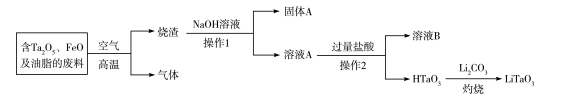 含Ta₂O₅、FeO
及油脂的废料
空气
高温
烧渣
气体
NaOH溶液
操作1
固体A
溶液A
过量盐酸
操作2
溶液B
HTaO₃
Li₂CO₃
灼烧
LiTaO₃